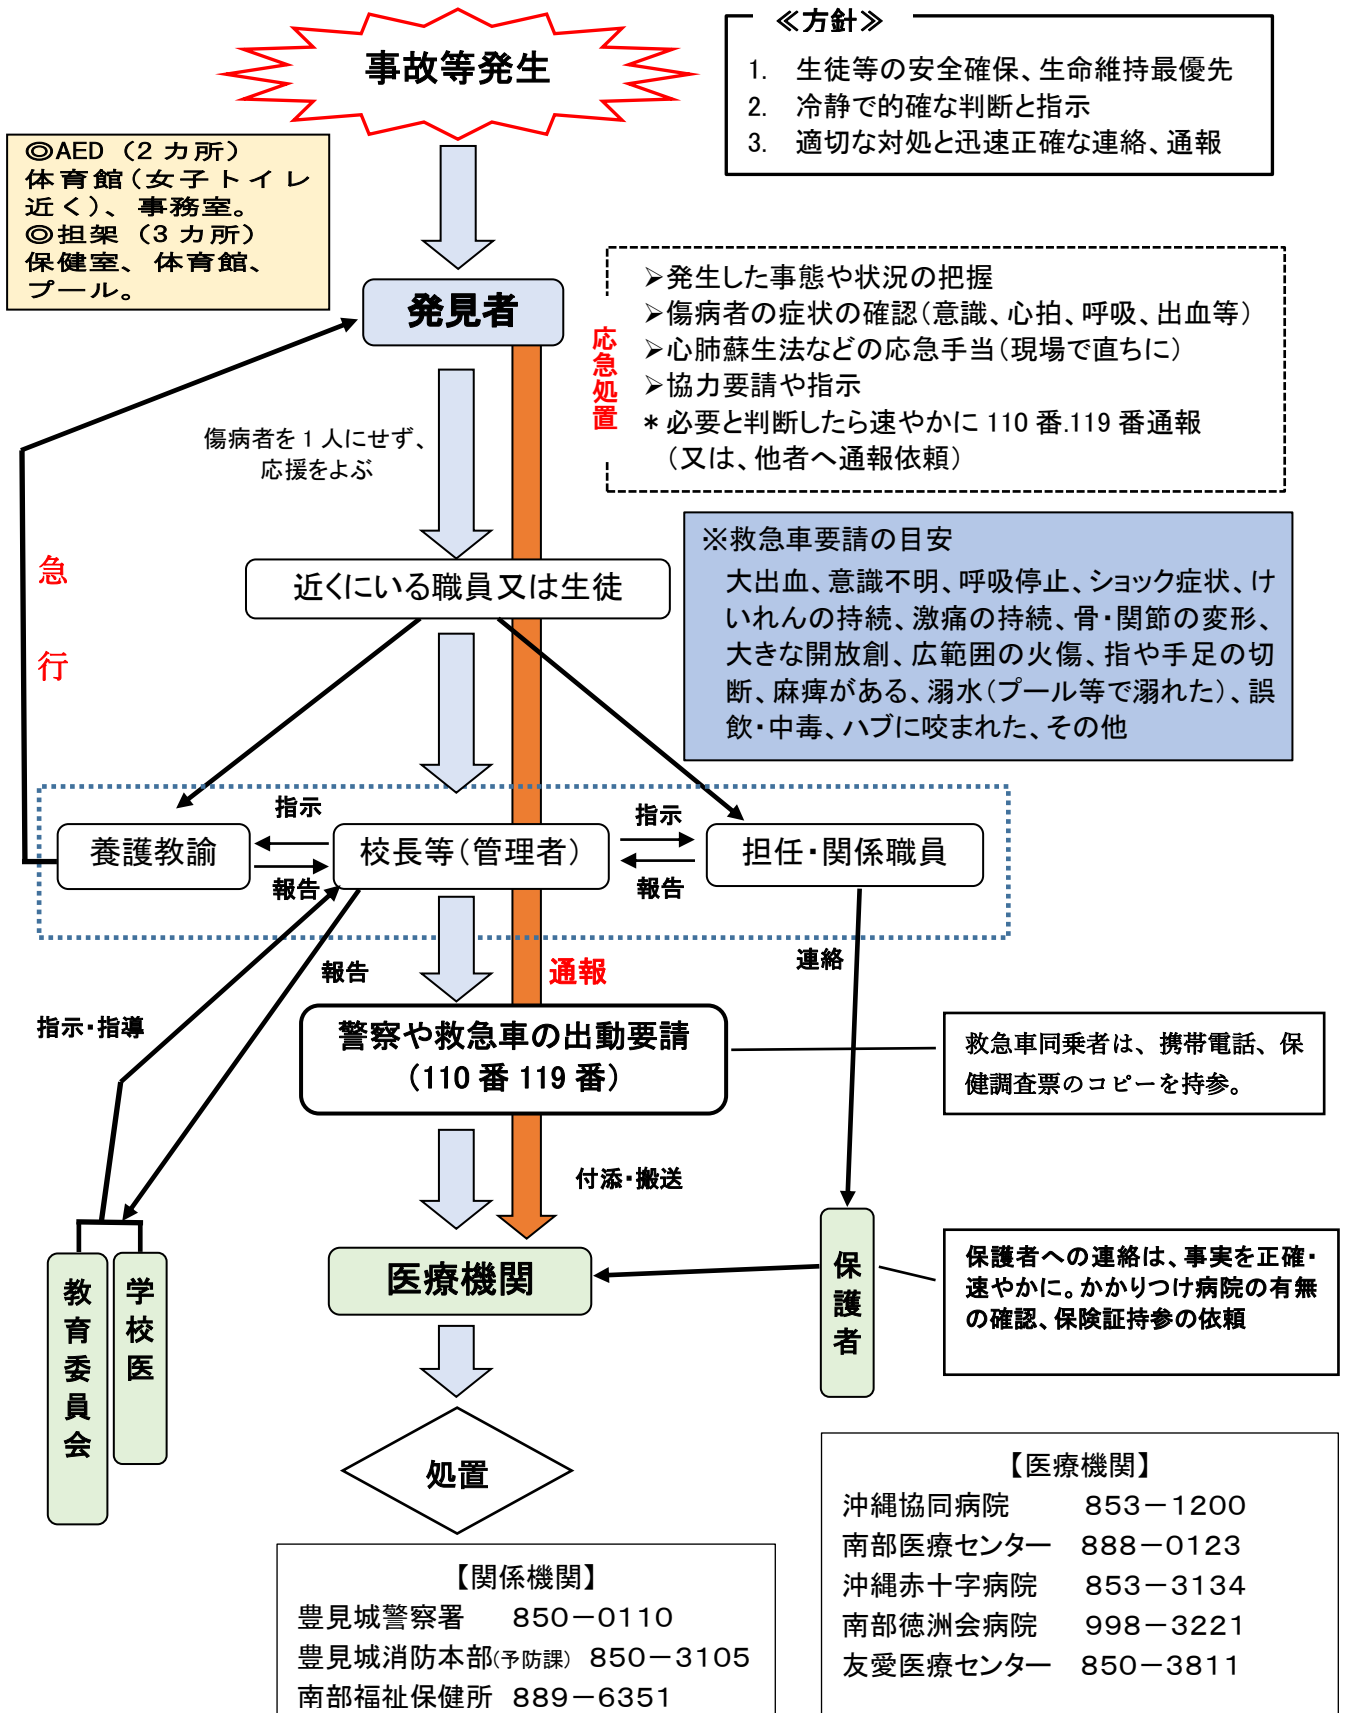 事故等発生
≪方針≫
1. 生徒等の安全確保、生命維持最優先
2. 冷静で的確な判断と指示
3. 適切な対処と迅速正確な連絡、通報
◎AED（2カ所）
体育館（女子トイレ
近く）、事務室。
◎担架（3カ所）
保健室、体育館、
プール。
発見者
応急処置
➢発生した事態や状況の把握
➢傷病者の症状の確認（意識、心拍、呼吸、出血等）
➢心肺蘇生法などの応急手当（現場で直ちに）
➢協力要請や指示
＊必要と判断したら速やかに110番.119番通報
（又は、他者へ通報依頼）
傷病者を1人にせず、
応援をよぶ
急行
近くにいる職員又は生徒
※救急車要請の目安
大出血、意識不明、呼吸停止、ショック症状、け
いれんの持続、激痛の持続、骨・関節の変形、
大きな開放創、広範囲の火傷、指や手足の切
断、麻痺がある、溺水（プール等で溺れた）、誤
飲・中毒、ハブに咬まれた、その他
養護教諭
指示
報告
校長等（管理者）
指示
報告
担任・関係職員
報告
通報
連絡
指示・指導
警察や救急車の出動要請
（110番119番）
救急車同乗者は、携帯電話、保
健調査票のコピーを持参。
付添・搬送
教育委員会
学校医
医療機関
保護者
保護者への連絡は、事実を正確・
速やかに。かかりつけ病院の有無
の確認、保険証持参の依頼
処置
【医療機関】
沖縄協同病院 853－1200
南部医療センター 888－0123
沖縄赤十字病院 853－3134
南部徳洲会病院 998－3221
友愛医療センター 850－3811
【関係機関】
豊見城警察署 850－0110
豊見城消防本部(予防課) 850－3105
南部福祉保健所 889－6351